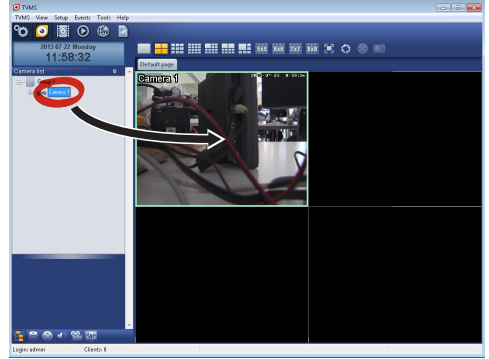 TVMS
TVMS View Setup Events Tools Help
2013-07-22 Monday
11:58:32
5x5 6x6 7x7 8x8
Default page
Camera list
Camera 1
Camera 1
Login: admin Clients: 0